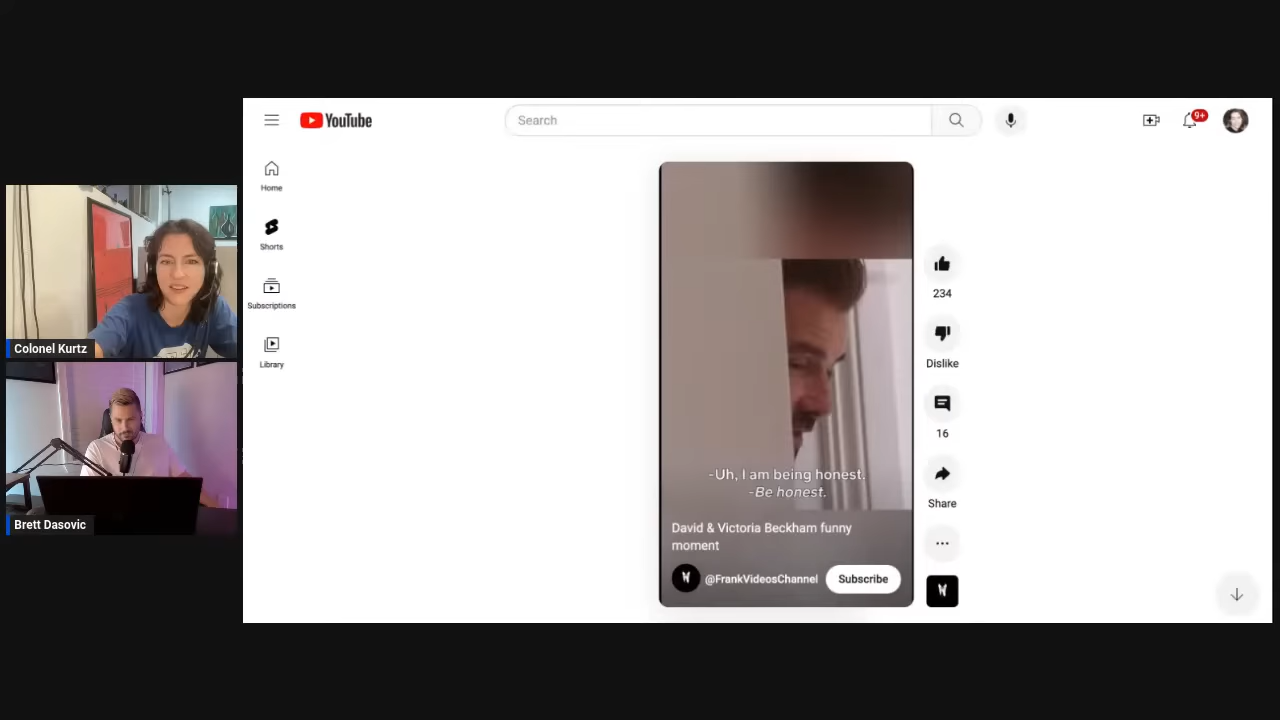 YouTube
Search
9+
Home
Shorts
Subscriptions
Library
Colonel Kurtz
Brett Dasovic
-Uh, I am being honest.
-Be honest.
David & Victoria Beckham funny
moment
@FrankVideosChannel
Subscribe
234
Dislike
16
Share